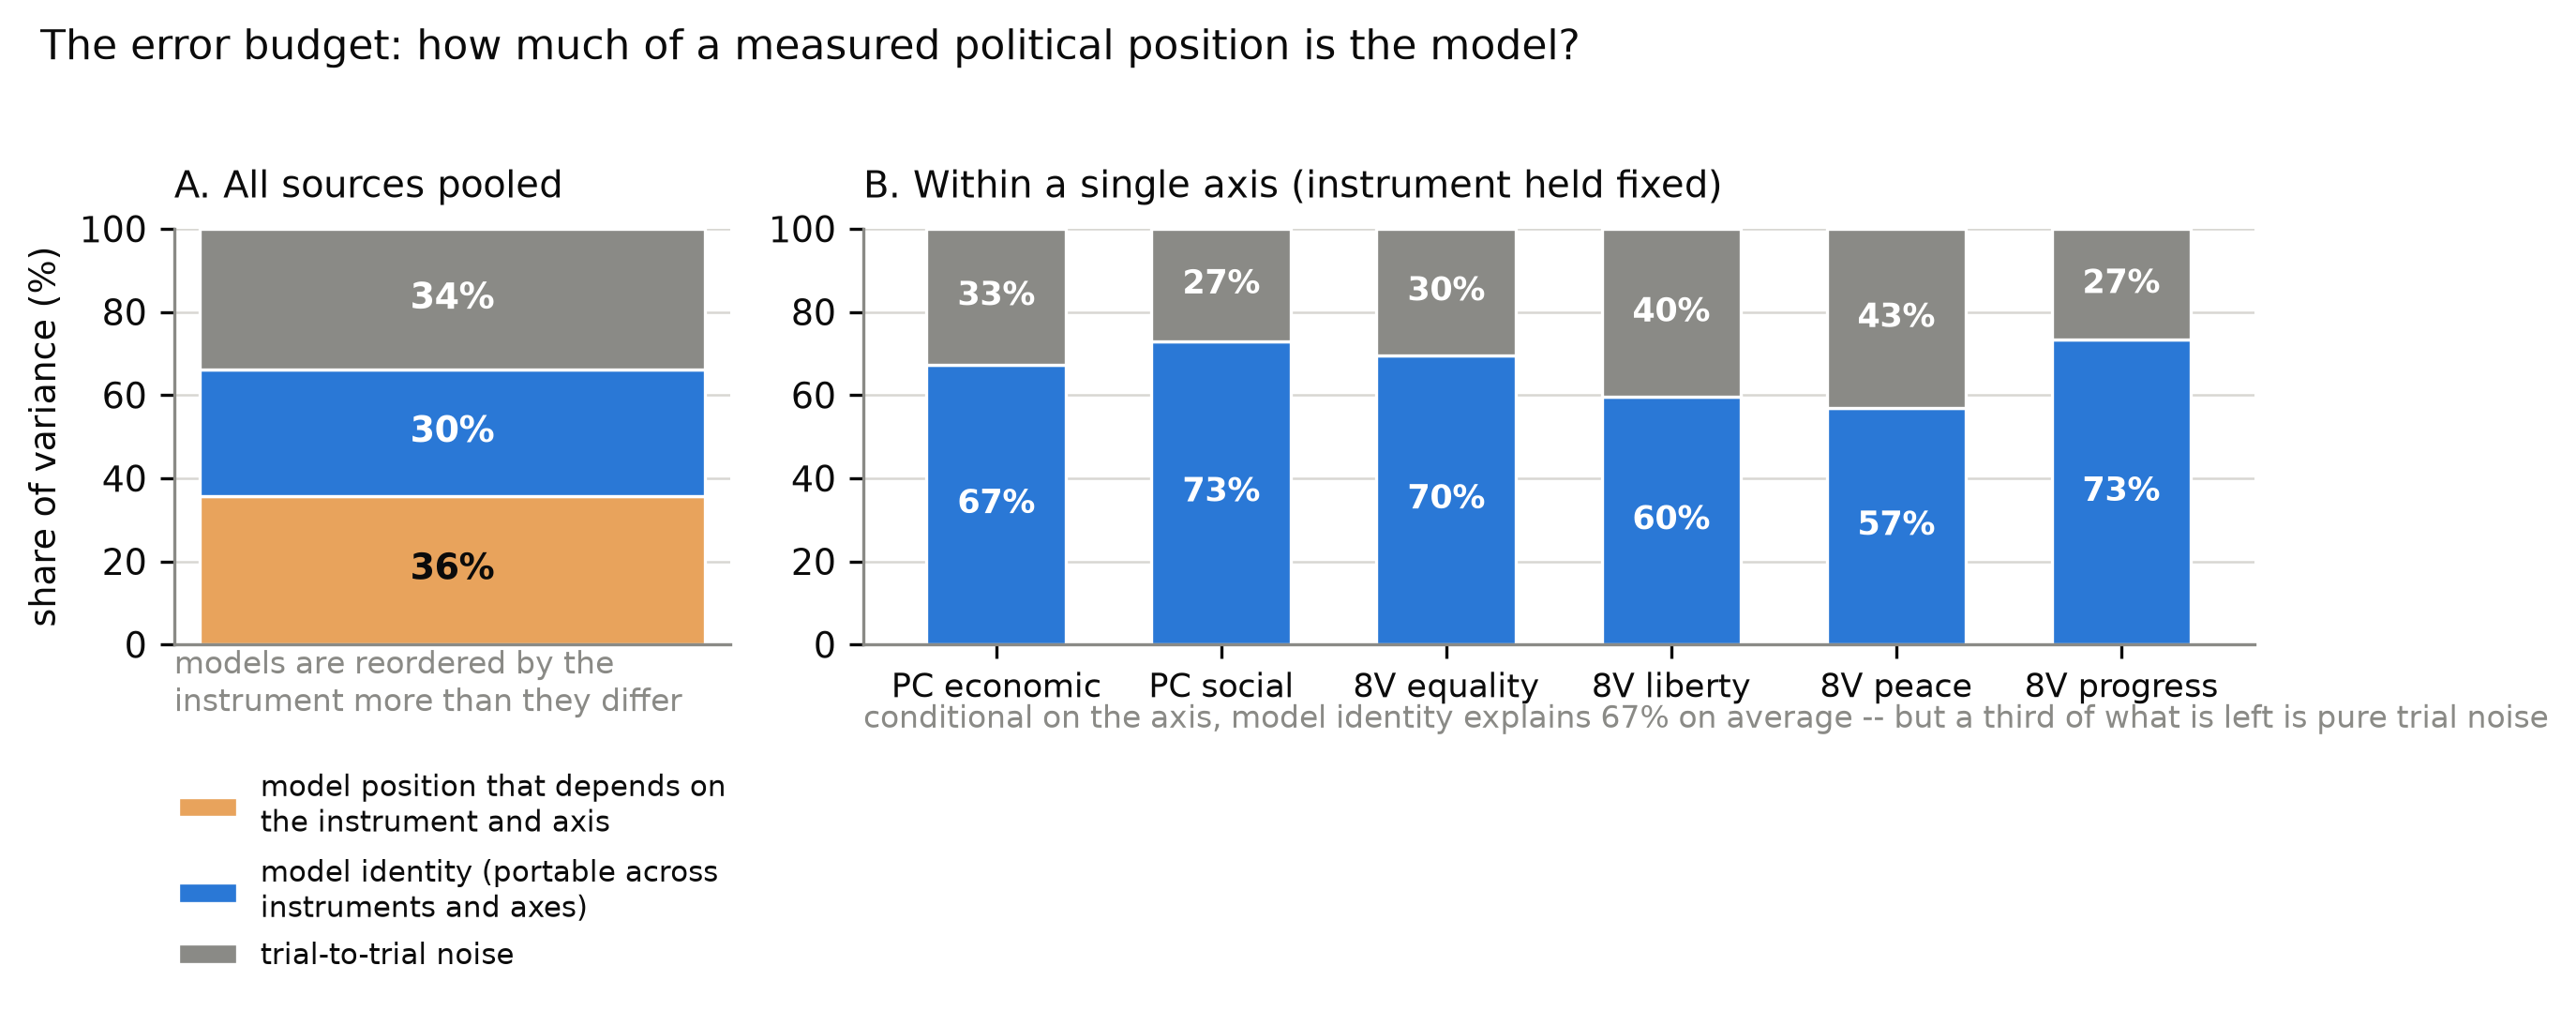 The error budget: how much of a measured political position is the model?
A. All sources pooled
share of variance (%)
100
80
60
40
20
0
34%
30%
36%
models are reordered by the
instrument more than they differ
B. Within a single axis (instrument held fixed)
100
80
60
40
20
0
33%
27%
30%
40%
43%
27%
67%
73%
70%
60%
57%
73%
PC economic
PC social
8V equality
8V liberty
8V peace
8V progress
conditional on the axis, model identity explains 67% on average -- but a third of what is left is pure trial noise
model position that depends on
the instrument and axis
model identity (portable across
instruments and axes)
trial-to-trial noise